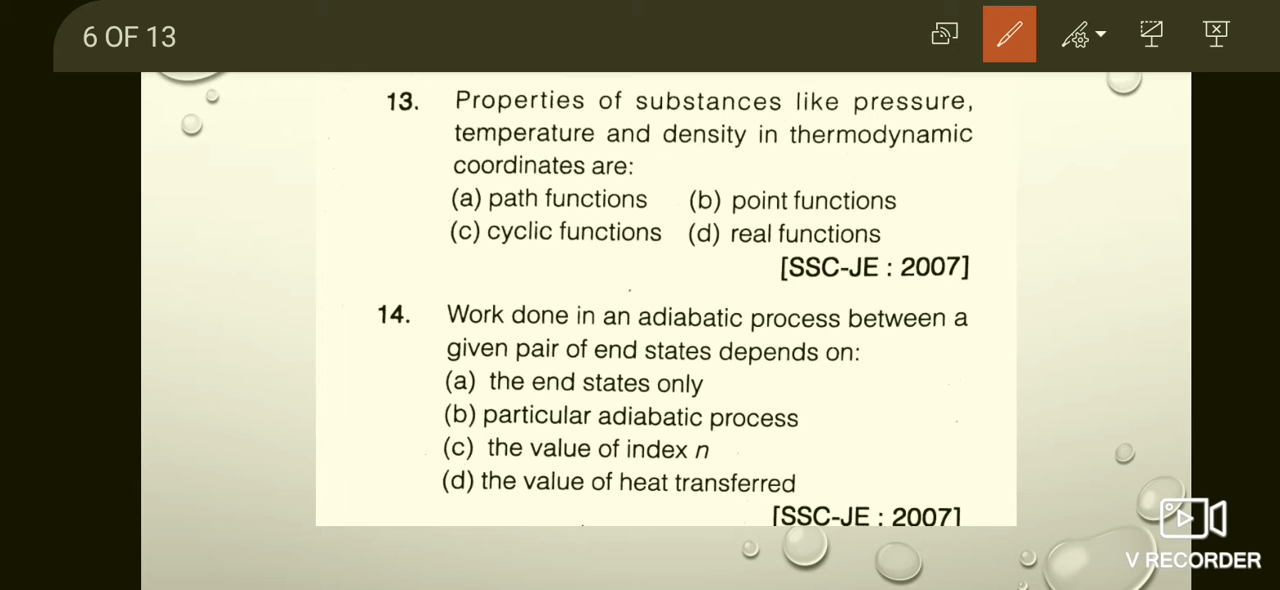 6 OF 13
13. Properties of substances like pressure,
temperature and density in thermodynamic
coordinates are:
(a) path functions (b) point functions
(c) cyclic functions (d) real functions
[SSC-JE : 2007]
14. Work done in an adiabatic process between a
given pair of end states depends on:
(a) the end states only
(b) particular adiabatic process
(c) the value of index n
(d) the value of heat transferred
[SSC-JE : 2007]
V RECORDER